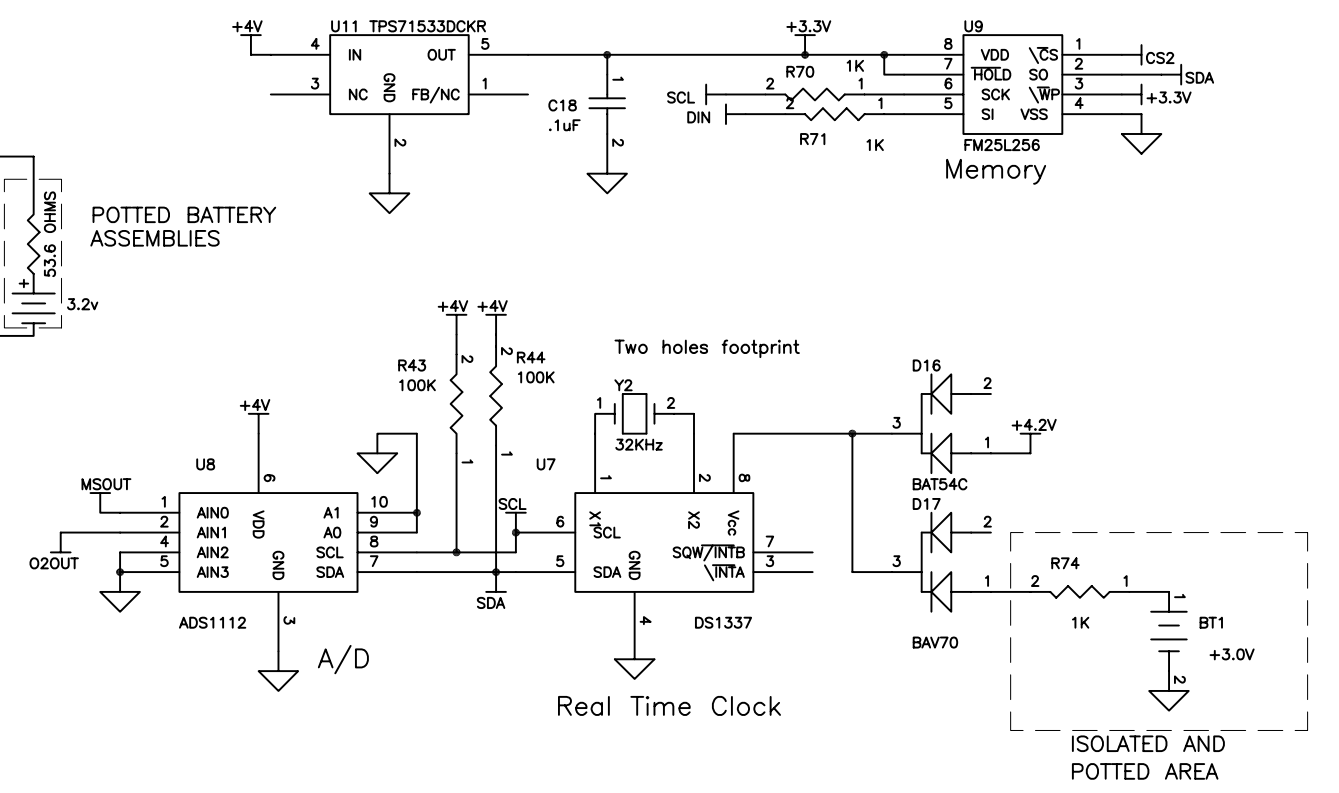 +4V
U11 TPS71533DCKR
4 IN OUT 5
3 NC GND FB/NC 1
2
1
C18
.1uF
2
+3.3V
R70 1K
SCL 2 1
DIN 2 1
R71 1K
U9
8 VDD \CS 1 CS2
7 HOLD SO 2 SDA
6 SCK \WP 3 +3.3V
5 SI VSS 4
FM25L256
Memory
53.6 OHMS
+
3.2v
POTTED BATTERY
ASSEMBLIES
+4V +4V
R43
100K
2
1
2
R44
100K
1
Two holes footprint
Y2
1 2
32KHz
+4V
U8
6
MSOUT
1 AIN0 VDD A1 10
2 AIN1 A0 9
4 AIN2 SCL 8
5 AIN3 GND SDA 7
O2OUT
ADS1112
3
A/D
SDA
SCL
U7
1 2 8
X1 X2 Vcc
6 SCL SQW/INTB 7
5 SDA GND \INTA 3
4
DS1337
Real Time Clock
D16
2
3
1
+4.2V
BAT54C
D17
2
3
1
BAV70
R74
2 1
1K
1
BT1
+3.0V
2
ISOLATED AND
POTTED AREA